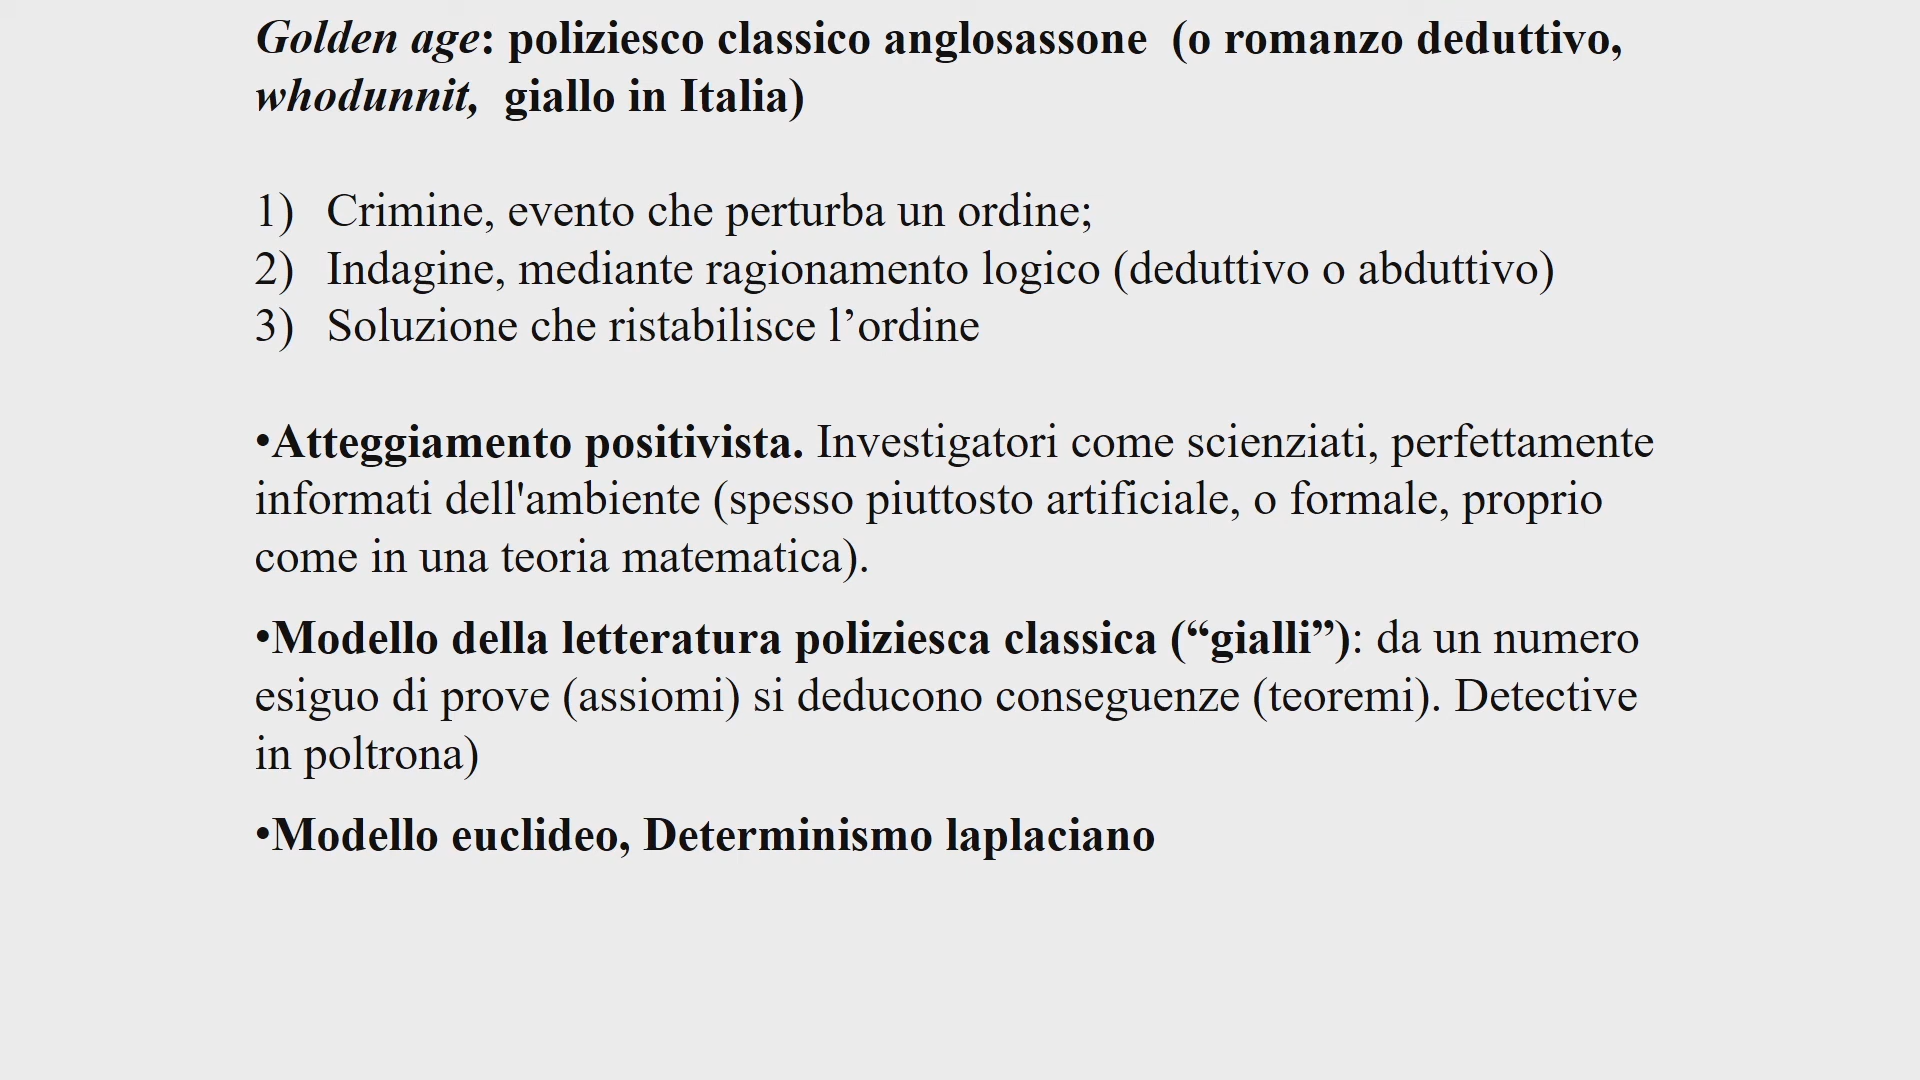 Golden age: poliziesco classico anglosassone  (o romanzo deduttivo,
whodunnit,  giallo in Italia)
1) Crimine, evento che perturba un ordine;
2) Indagine, mediante ragionamento logico (deduttivo o abduttivo)
3) Soluzione che ristabilisce l’ordine
•Atteggiamento positivista. Investigatori come scienziati, perfettamente
informati dell'ambiente (spesso piuttosto artificiale, o formale, proprio
come in una teoria matematica).
•Modello della letteratura poliziesca classica (“gialli”): da un numero
esiguo di prove (assiomi) si deducono conseguenze (teoremi). Detective
in poltrona)
•Modello euclideo, Determinismo laplaciano